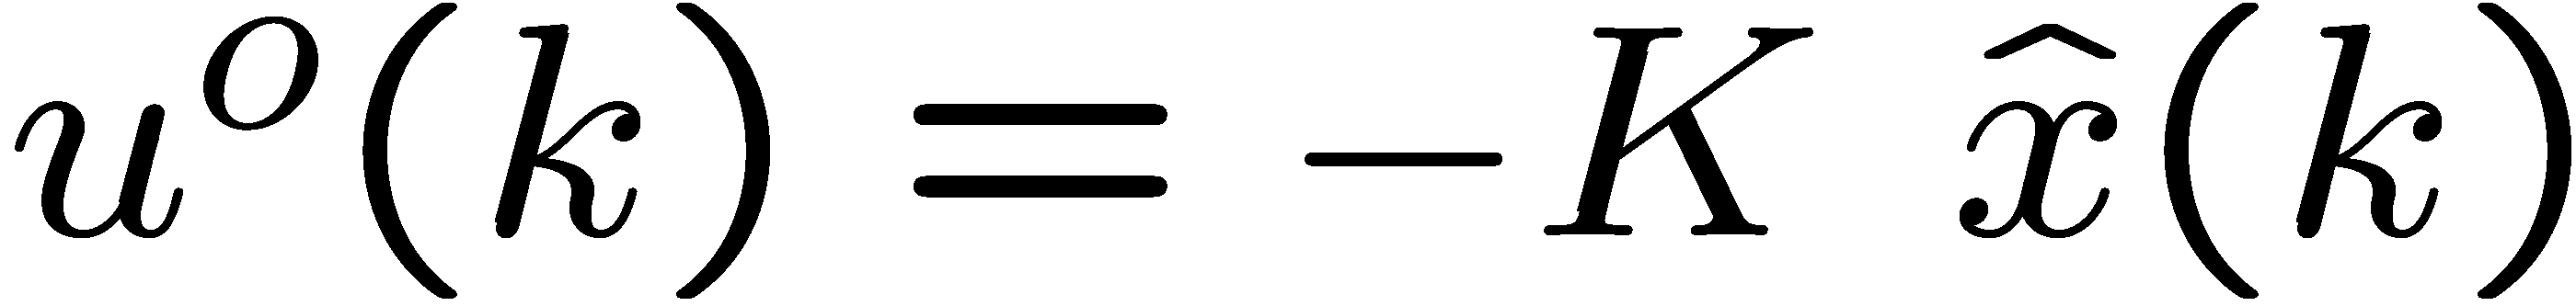 u^o(k) = −K x̂(k)